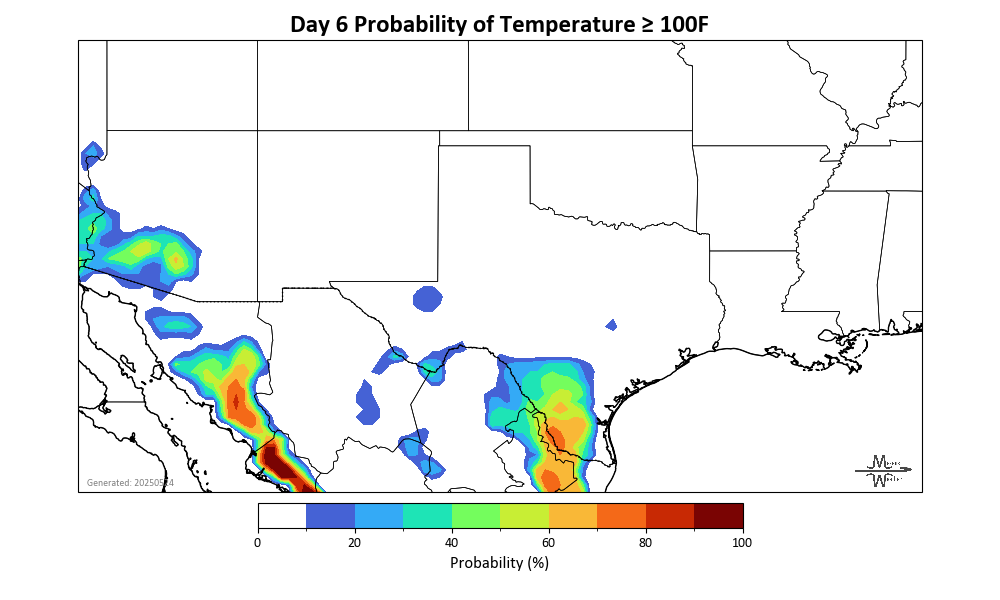 Day 6 Probability of Temperature ≥ 100F
Generated: 20250524
0 20 40 60 80 100
Probability (%)